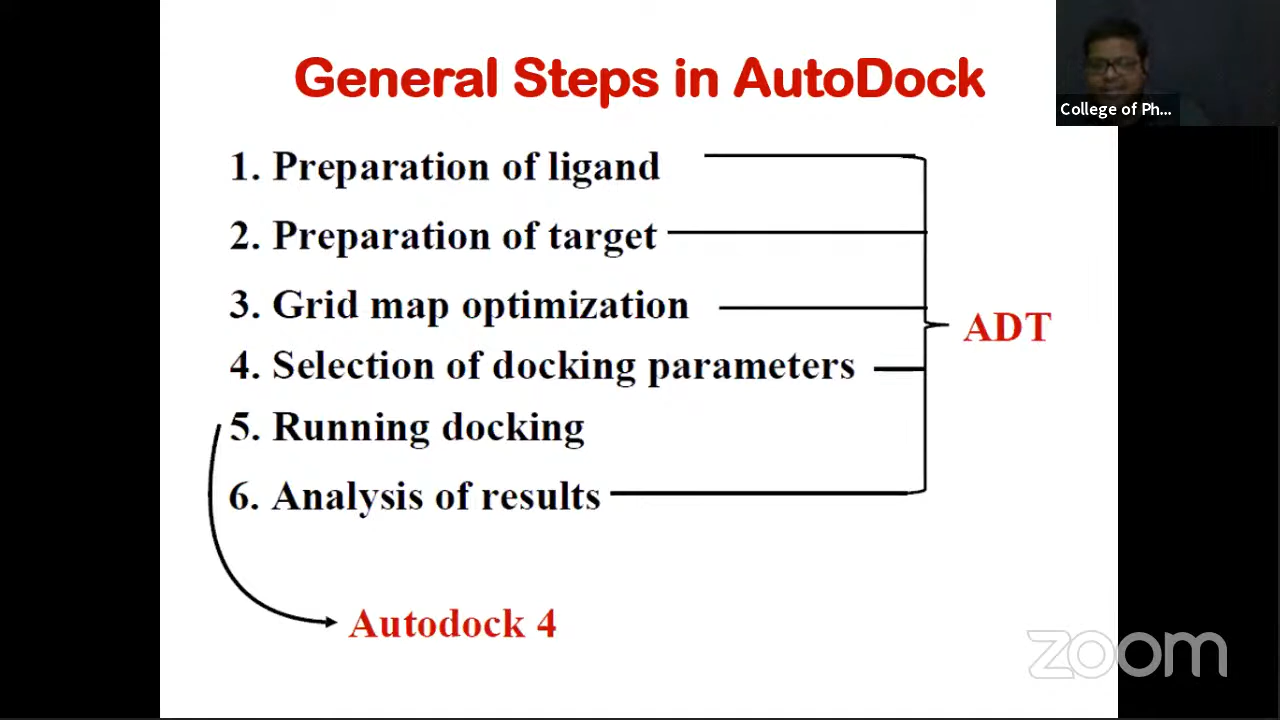 General Steps in AutoDock
College of Ph...
1. Preparation of ligand
2. Preparation of target
3. Grid map optimization
ADT
4. Selection of docking parameters
5. Running docking
6. Analysis of results
Autodock 4
zoom